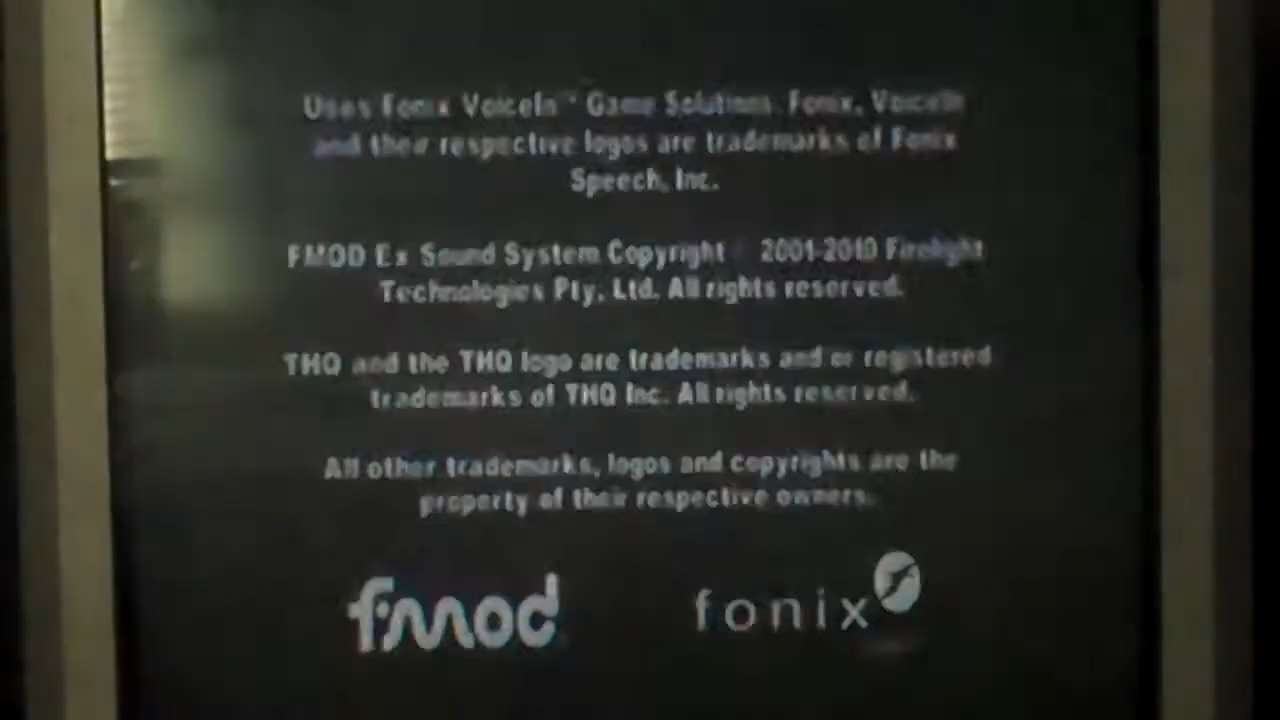 Uses Fonix VoiceIn™ Game Solutions. Fonix, VoiceIn
and their respective logos are trademarks of Fonix
Speech, Inc.
FMOD Ex Sound System Copyright 2001-2010 Firelight
Technologies Pty, Ltd. All rights reserved.
THQ and the THQ logo are trademarks and or registered
trademarks of THQ Inc. All rights reserved.
All other trademarks, logos and copyrights are the
property of their respective owners.
fmod
fonix